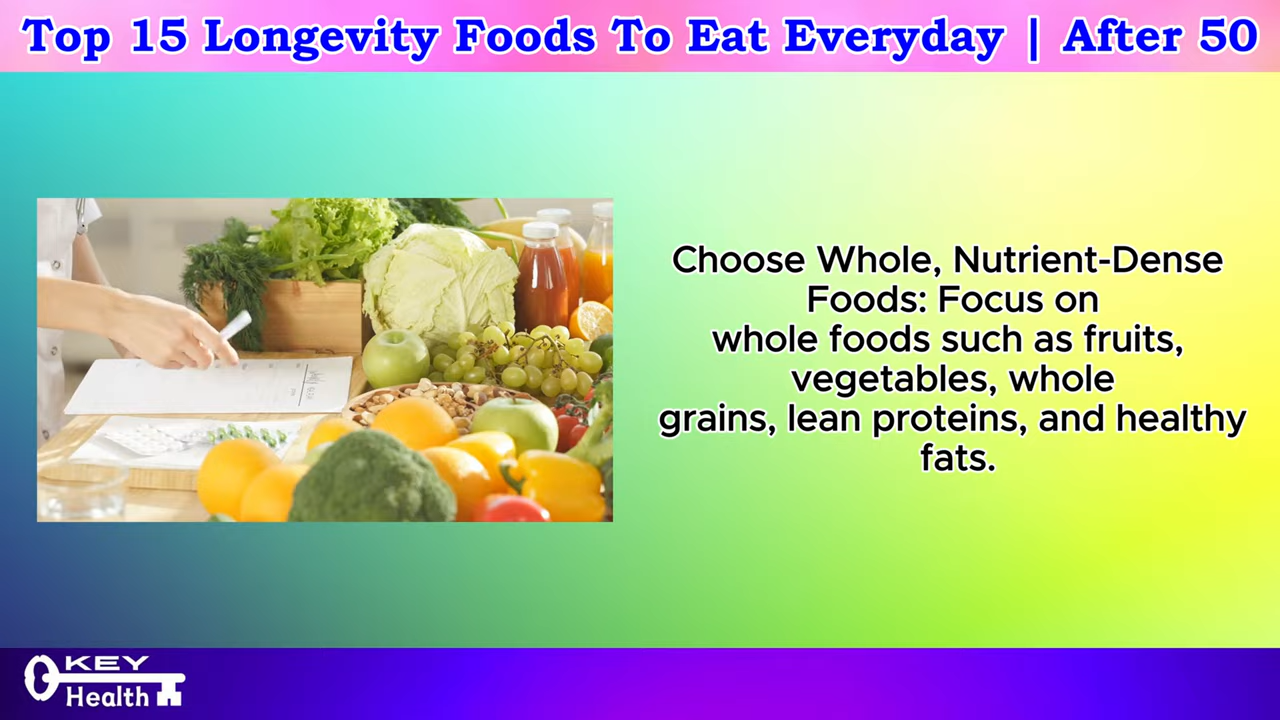 Top 15 Longevity Foods To Eat Everyday | After 50
Choose Whole, Nutrient-Dense
Foods: Focus on
whole foods such as fruits,
vegetables, whole
grains, lean proteins, and healthy
fats.
KEY
Health